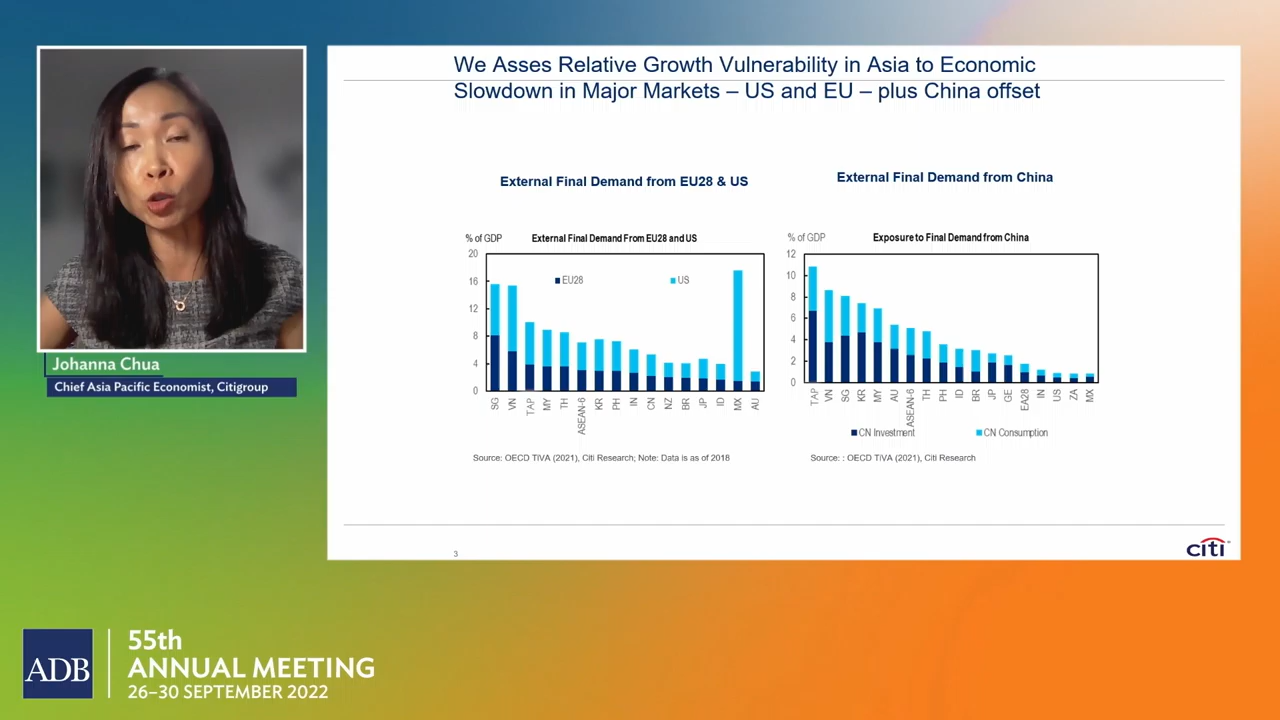 We Asses Relative Growth Vulnerability in Asia to Economic
Slowdown in Major Markets – US and EU – plus China offset
External Final Demand from EU28 & US
% of GDP External Final Demand From EU28 and US
20
16
12
8
4
0
EU28 US
SG VN TAP MY TH ASEAN-6 KR PH IN CN NZ BR JP ID MX AU
Source: OECD TiVA (2021), Citi Research; Note: Data is as of 2018
External Final Demand from China
% of GDP Exposure to Final Demand from China
12
10
8
6
4
2
0
TAP VN SG KR MY AU ASEAN-6 TH PH ID BR JP GE EA28 IN US ZA MX
CN Investment CN Consumption
Source: : OECD TiVA (2021), Citi Research
3
citi
Johanna Chua
Chief Asia Pacific Economist, Citigroup
ADB
55th
ANNUAL MEETING
26–30 SEPTEMBER 2022